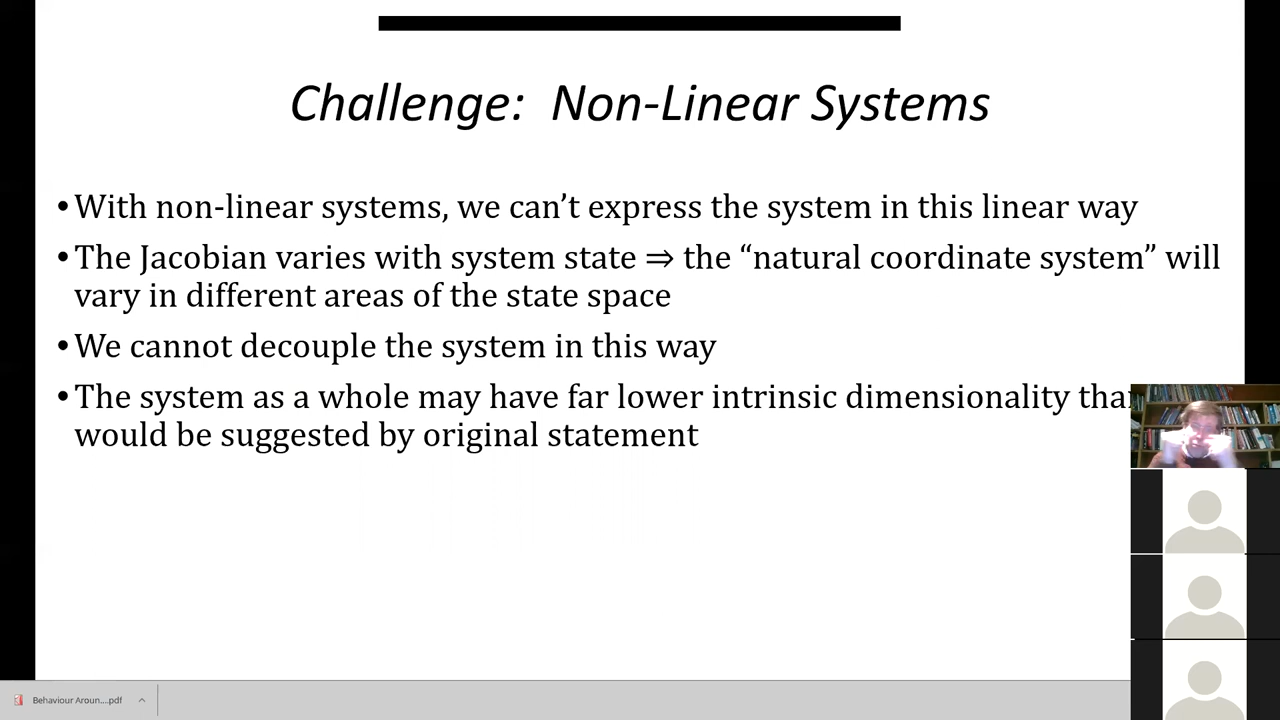 Challenge: Non-Linear Systems
•With non-linear systems, we can’t express the system in this linear way
•The Jacobian varies with system state ⇒ the “natural coordinate system” will
vary in different areas of the state space
•We cannot decouple the system in this way
•The system as a whole may have far lower intrinsic dimensionality
would be suggested by original statement
Behaviour Aroun....pdf